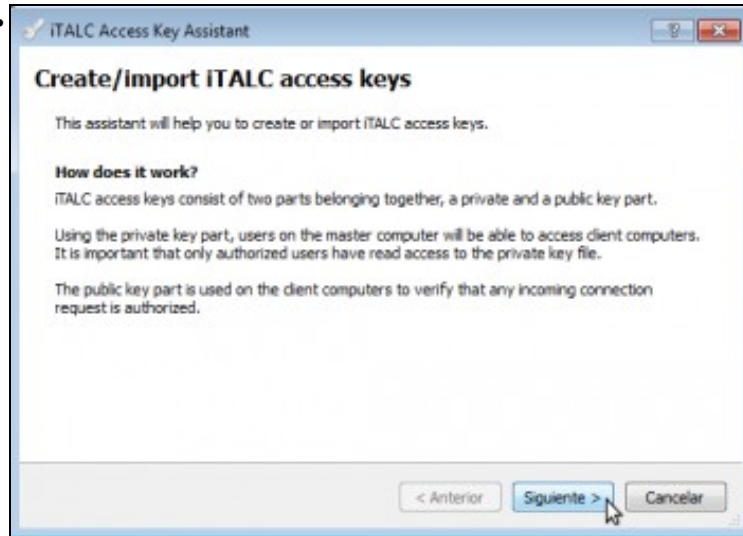 iTALC Access Key Assistant
Create/import iTALC access keys
This assistant will help you to create or import iTALC access keys.
How does it work?
iTALC access keys consist of two parts belonging together, a private and a public key part.
Using the private key part, users on the master computer will be able to access client computers.
It is important that only authorized users have read access to the private key file.
The public key part is used on the client computers to verify that any incoming connection
request is authorized.
< Anterior Siguiente > Cancelar